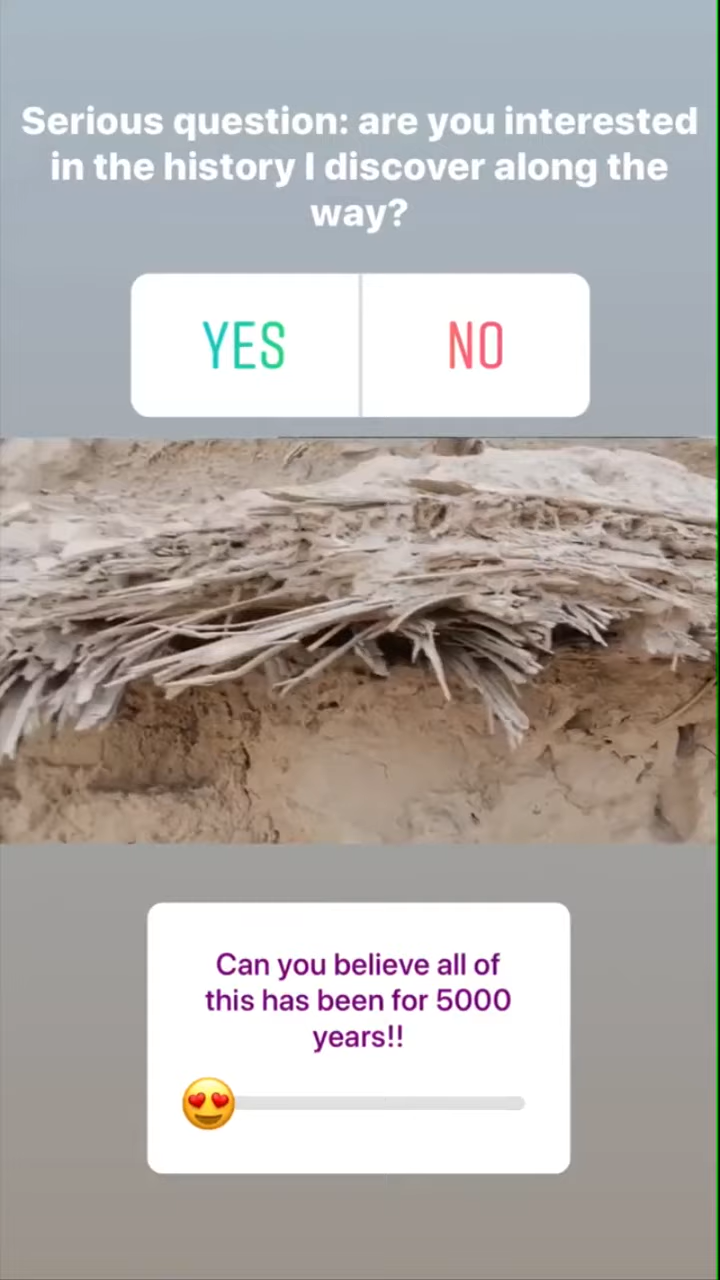 Serious question: are you interested
in the history I discover along the
way?
YES
NO
Can you believe all of
this has been for 5000
years!!